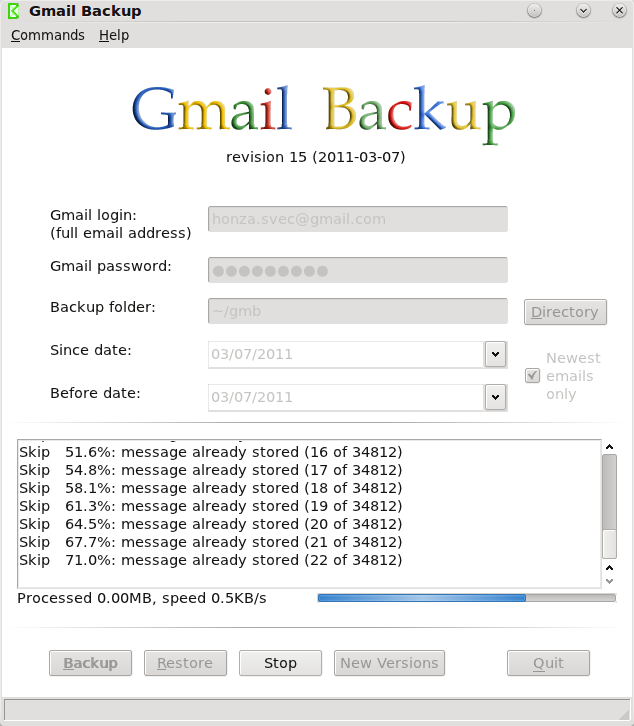 Gmail Backup
Commands Help
Gmail Backup
revision 15 (2011-03-07)
Gmail login:
(full email address)
honza.svec@gmail.com
Gmail password:
●●●●●●●●●
Backup folder:
~/gmb
Directory
Since date:
03/07/2011
Newest
emails
only
Before date:
03/07/2011
Skip 51.6%: message already stored (16 of 34812)
Skip 54.8%: message already stored (17 of 34812)
Skip 58.1%: message already stored (18 of 34812)
Skip 61.3%: message already stored (19 of 34812)
Skip 64.5%: message already stored (20 of 34812)
Skip 67.7%: message already stored (21 of 34812)
Skip 71.0%: message already stored (22 of 34812)
Processed 0.00MB, speed 0.5KB/s
Backup Restore Stop New Versions Quit